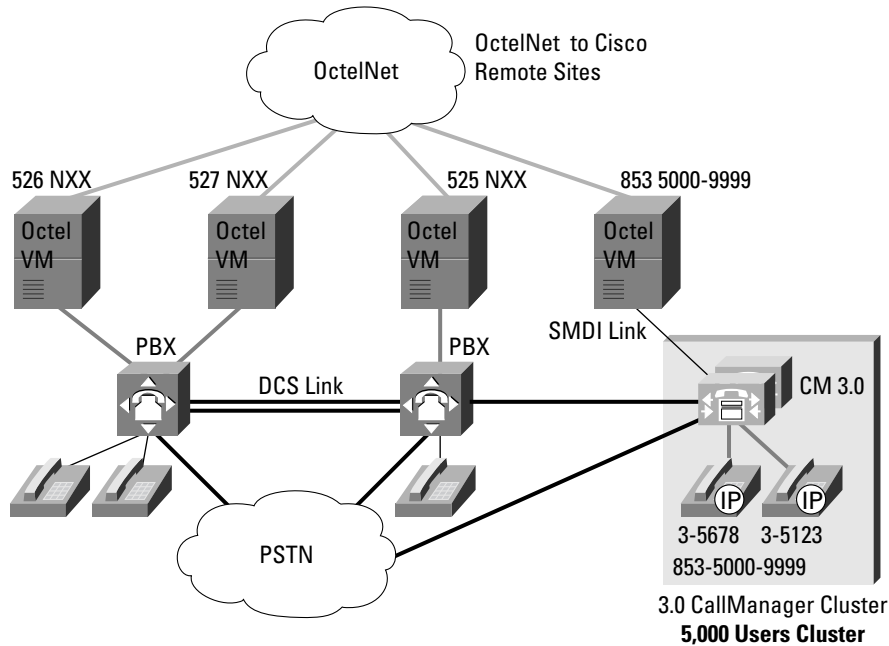 OctelNet
OctelNet to Cisco
Remote Sites
526 NXX
527 NXX
525 NXX
853 5000-9999
Octel
VM
Octel
VM
Octel
VM
Octel
VM
SMDI Link
PBX
DCS Link
PBX
CM 3.0
IP
IP
3-5678
3-5123
853-5000-9999
PSTN
3.0 CallManager Cluster
5,000 Users Cluster